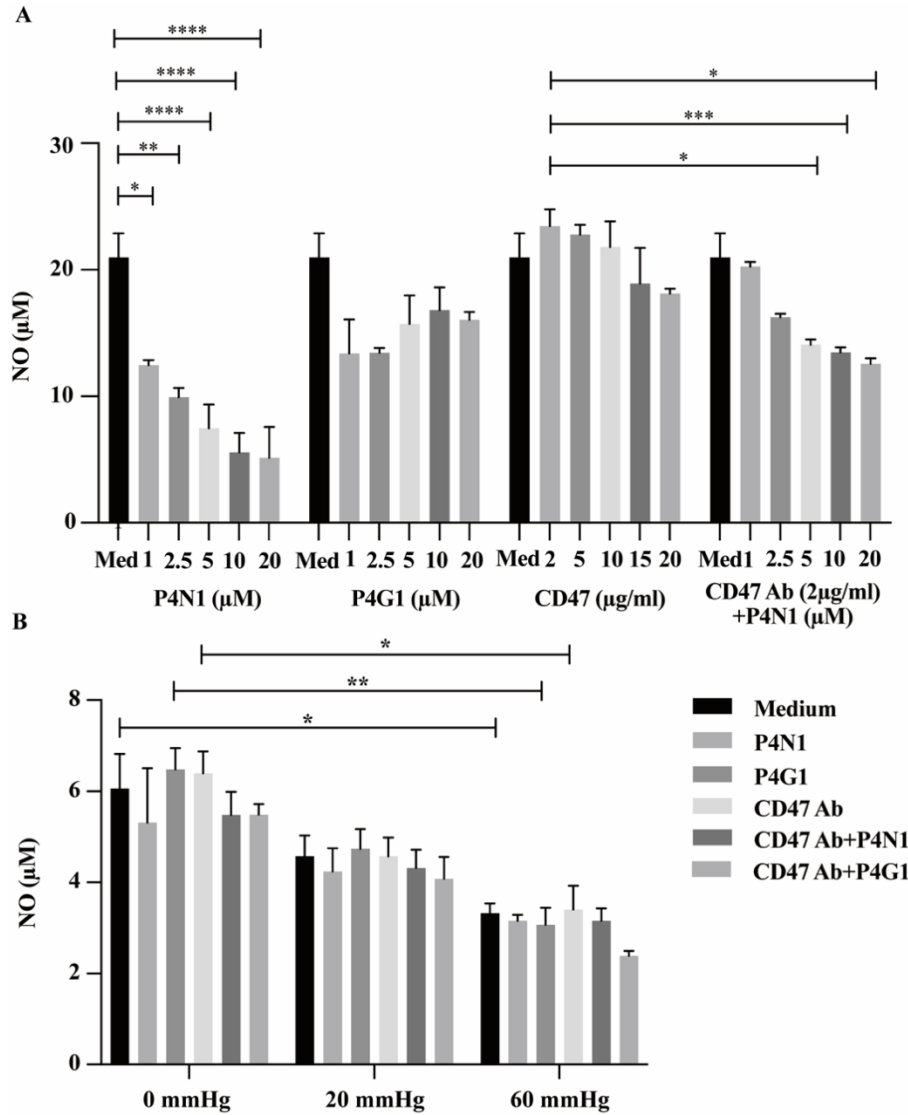 A
****
****
****
**
*
*
***
*
30
20
10
0
NO (µM)
Med 1 2.5 5 10 20
P4N1 (µM)
Med 1 2.5 5 10 20
P4G1 (µM)
Med 2 5 10 15 20
CD47 (µg/ml)
Med 1 2.5 5 10 20
CD47 Ab (2µg/ml)
+P4N1 (µM)
B
*
**
*
8
6
4
2
0
NO (µM)
0 mmHg 20 mmHg 60 mmHg
Medium
P4N1
P4G1
CD47 Ab
CD47 Ab+P4N1
CD47 Ab+P4G1